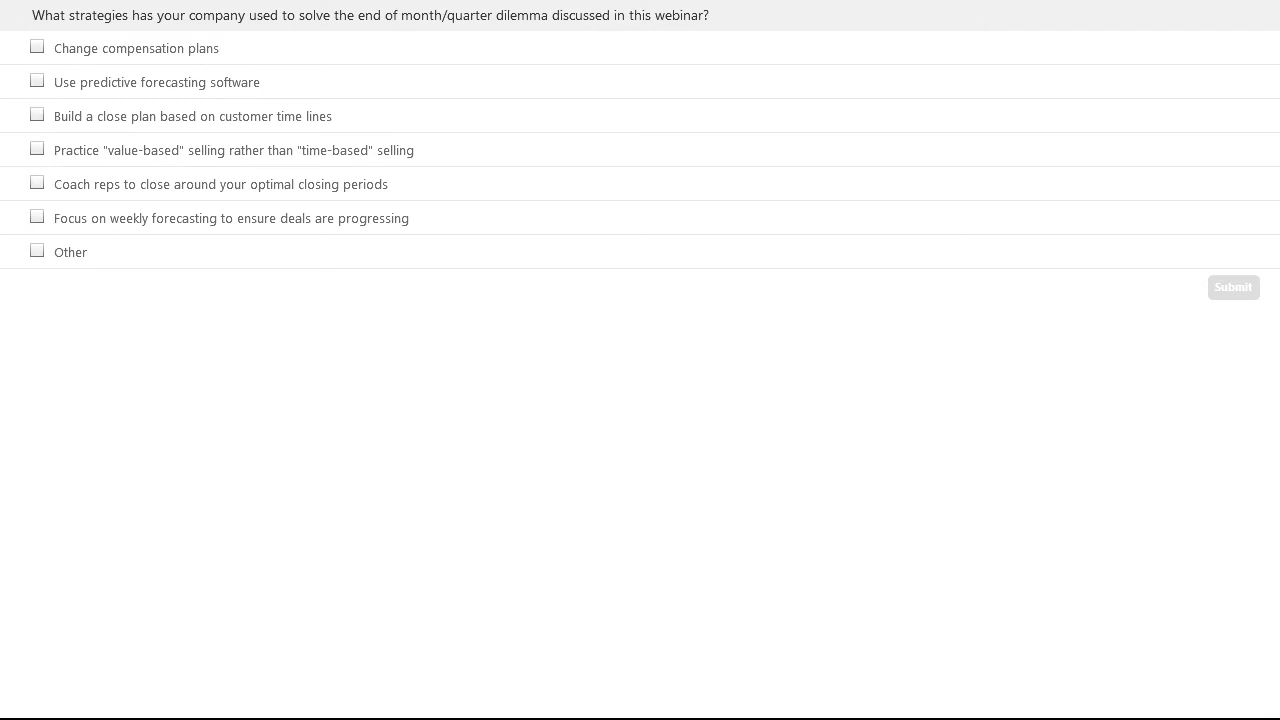 What strategies has your company used to solve the end of month/quarter dilemma discussed in this webinar?
Change compensation plans
Use predictive forecasting software
Build a close plan based on customer time lines
Practice "value-based" selling rather than "time-based" selling
Coach reps to close around your optimal closing periods
Focus on weekly forecasting to ensure deals are progressing
Other
Submit